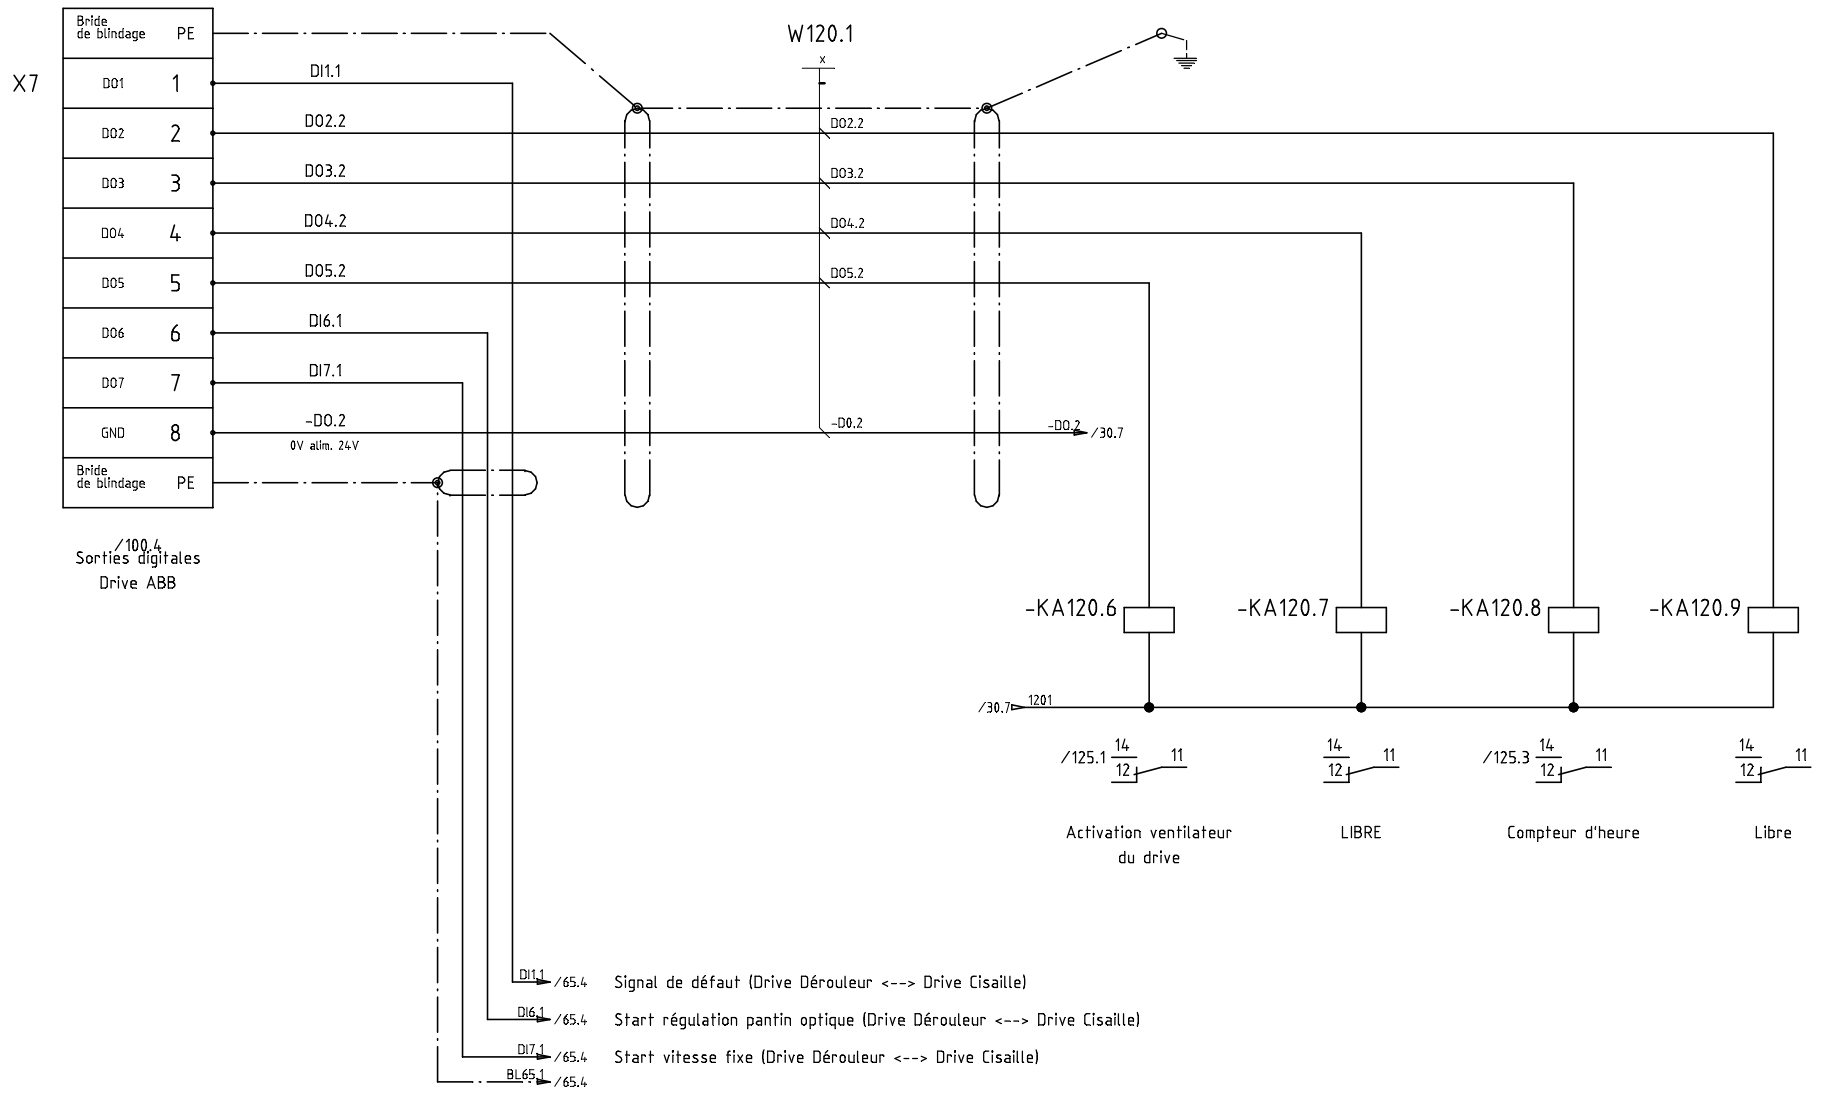 Bride
de blindage PE
W120.1
x
X7
DO1 1 DI1.1
DO2 2 DO2.2 DO2.2
DO3 3 DO3.2 DO3.2
DO4 4 DO4.2 DO4.2
DO5 5 DO5.2 DO5.2
DO6 6 DI6.1
DO7 7 DI7.1
GND 8 -DO.2 -DO.2 -DO.2 /30.7
0V alim. 24V
Bride
de blindage PE
/100.4
Sorties digitales
Drive ABB
-KA120.6 -KA120.7 -KA120.8 -KA120.9
/30.7 1201
/125.1 14 11 14 11 /125.3 14 11 14 11
12 12 12 12
Activation ventilateur
du drive
LIBRE
Compteur d'heure
Libre
DI1.1 /65.4 Signal de défaut (Drive Dérouleur <--> Drive Cisaille)
DI6.1 /65.4 Start régulation pantin optique (Drive Dérouleur <--> Drive Cisaille)
DI7.1 /65.4 Start vitesse fixe (Drive Dérouleur <--> Drive Cisaille)
BL65.1 /65.4